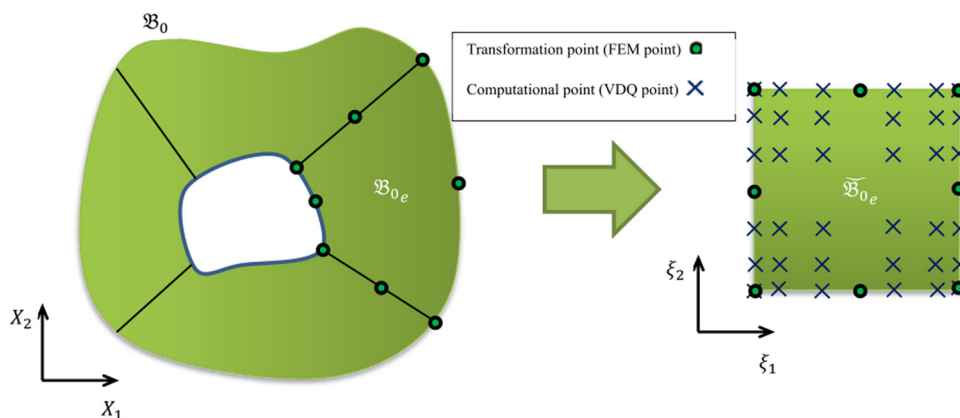 𝔅₀
Transformation point (FEM point)
Computational point (VDQ point)
𝔅₀ₑ
𝔅̆₀ₑ
X₂
X₁
ξ₂
ξ₁